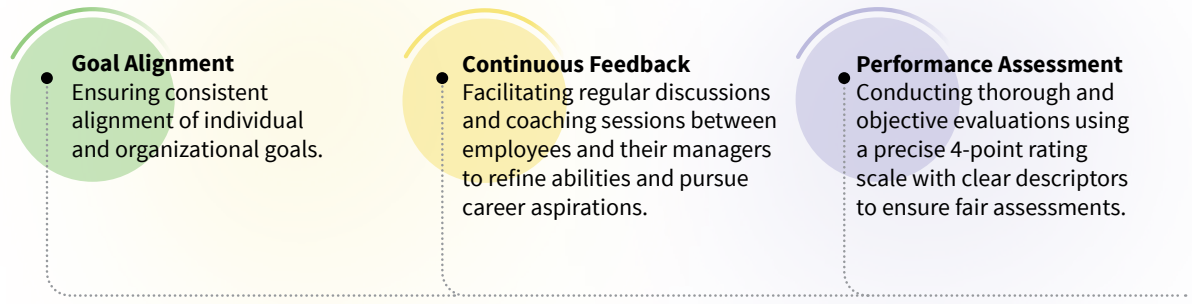 Goal Alignment
Ensuring consistent
alignment of individual
and organizational goals.
Continuous Feedback
Facilitating regular discussions
and coaching sessions between
employees and their managers
to refine abilities and pursue
career aspirations.
Performance Assessment
Conducting thorough and
objective evaluations using
a precise 4-point rating
scale with clear descriptors
to ensure fair assessments.